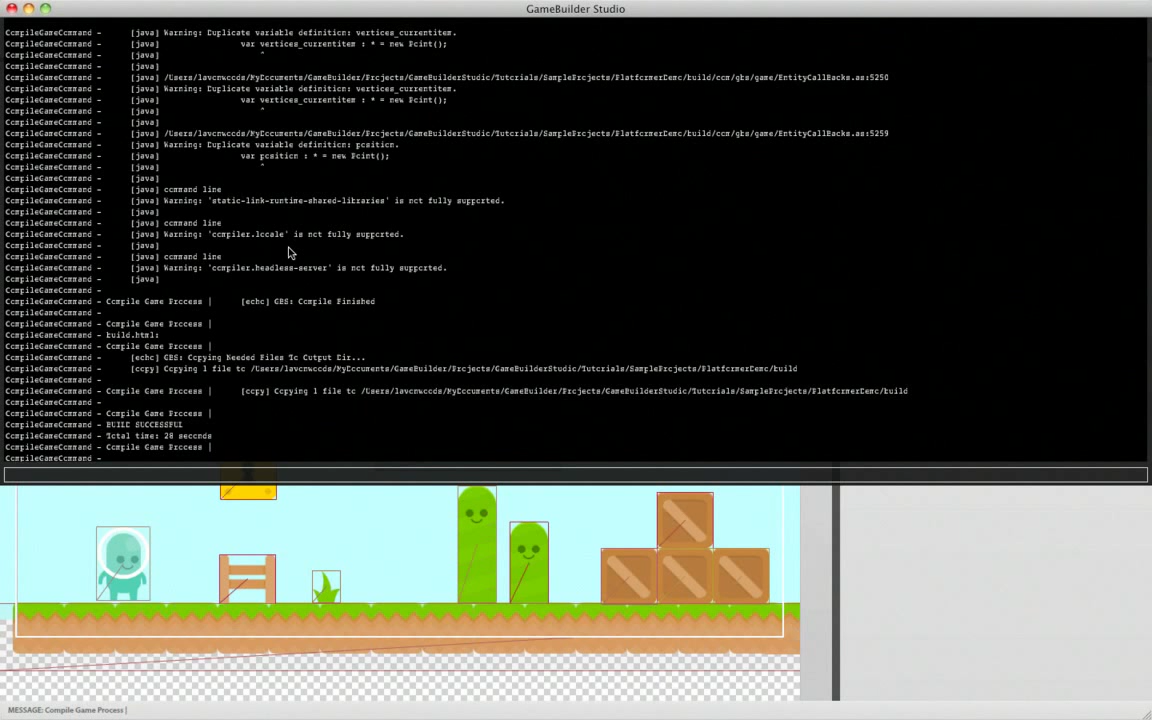 GameBuilder Studio
CompileGameCommand - [java] Warning: Duplicate variable definition: vertices_currentitem.
CompileGameCommand - [java] var vertices_currentitem : * = new Point();
CompileGameCommand - [java] ^
CompileGameCommand - [java]
CompileGameCommand - [java] /Users/lavonwoods/MyDocuments/GameBuilder/Projects/GameBuilderStudio/Tutorials/SampleProjects/PlatformerDemo/build/com/gbs/game/EntityCallBacks.as:5250
CompileGameCommand - [java] Warning: Duplicate variable definition: vertices_currentitem.
CompileGameCommand - [java] var vertices_currentitem : * = new Point();
CompileGameCommand - [java] ^
CompileGameCommand - [java]
CompileGameCommand - [java] /Users/lavonwoods/MyDocuments/GameBuilder/Projects/GameBuilderStudio/Tutorials/SampleProjects/PlatformerDemo/build/com/gbs/game/EntityCallBacks.as:5259
CompileGameCommand - [java] Warning: Duplicate variable definition: position.
CompileGameCommand - [java] var position : * = new Point();
CompileGameCommand - [java] ^
CompileGameCommand - [java]
CompileGameCommand - [java] command line
CompileGameCommand - [java] Warning: 'static-link-runtime-shared-libraries' is not fully supported.
CompileGameCommand - [java]
CompileGameCommand - [java] command line
CompileGameCommand - [java] Warning: 'compiler.locale' is not fully supported.
CompileGameCommand - [java]
CompileGameCommand - [java] command line
CompileGameCommand - [java] Warning: 'compiler.headless-server' is not fully supported.
CompileGameCommand - [java]
CompileGameCommand -
CompileGameCommand - Compile Game Process | [echo] GBS: Compile Finished
CompileGameCommand -
CompileGameCommand - Compile Game Process |
CompileGameCommand - build.html:
CompileGameCommand - Compile Game Process |
CompileGameCommand - [echo] GBS: Copying Needed Files To Output Dir...
CompileGameCommand - [copy] Copying 1 file to /Users/lavonwoods/MyDocuments/GameBuilder/Projects/GameBuilderStudio/Tutorials/SampleProjects/PlatformerDemo/build
CompileGameCommand -
CompileGameCommand - Compile Game Process | [copy] Copying 1 file to /Users/lavonwoods/MyDocuments/GameBuilder/Projects/GameBuilderStudio/Tutorials/SampleProjects/PlatformerDemo/build
CompileGameCommand -
CompileGameCommand - Compile Game Process |
CompileGameCommand - BUILD SUCCESSFUL
CompileGameCommand - Total time: 28 seconds
CompileGameCommand - Compile Game Process |
CompileGameCommand -
MESSAGE: Compile Game Process |